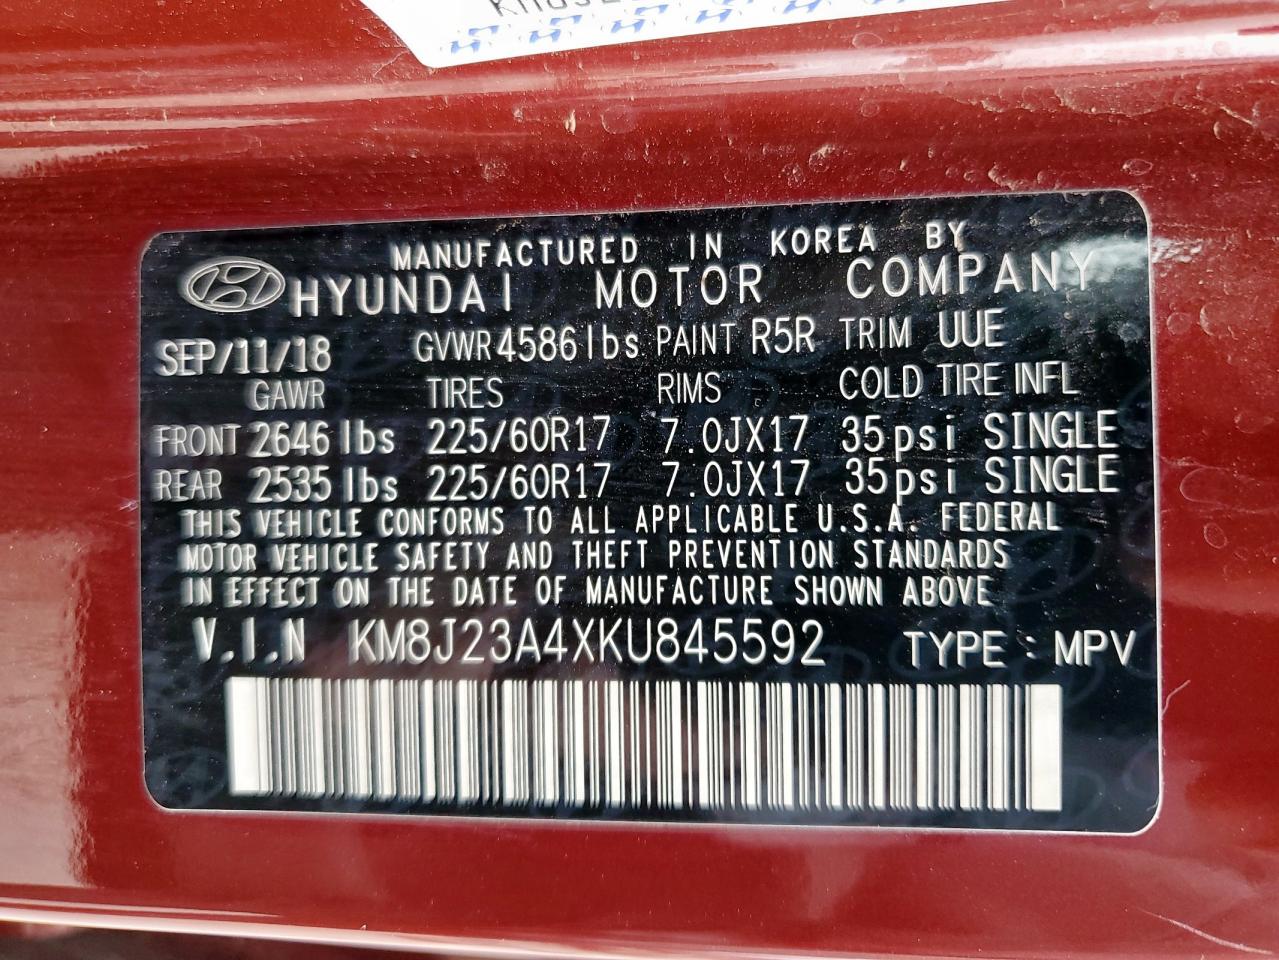 MANUFACTURED IN KOREA BY
HYUNDAI MOTOR COMPANY
SEP/11/18 GVWR 4586lbs PAINT R5R TRIM UUE
GAWR TIRES RIMS COLD TIRE INFL
FRONT 2646 lbs 225/60R17 7.0JX17 35psi SINGLE
REAR 2535 lbs 225/60R17 7.0JX17 35psi SINGLE
THIS VEHICLE CONFORMS TO ALL APPLICABLE U.S.A. FEDERAL
MOTOR VEHICLE SAFETY AND THEFT PREVENTION STANDARDS
IN EFFECT ON THE DATE OF MANUFACTURE SHOWN ABOVE
V.I.N KM8J23A4XKU845592 TYPE : MPV